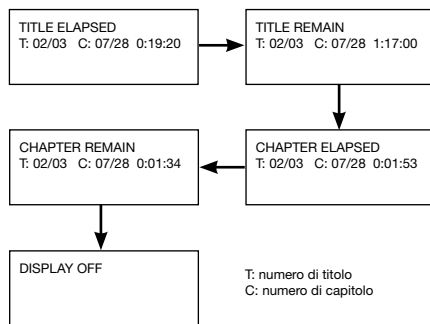 TITLE ELAPSED
T: 02/03 C: 07/28 0:19:20
TITLE REMAIN
T: 02/03 C: 07/28 1:17:00
CHAPTER ELAPSED
T: 02/03 C: 07/28 0:01:53
CHAPTER REMAIN
T: 02/03 C: 07/28 0:01:34
DISPLAY OFF
T: numero di titolo
C: numero di capitolo